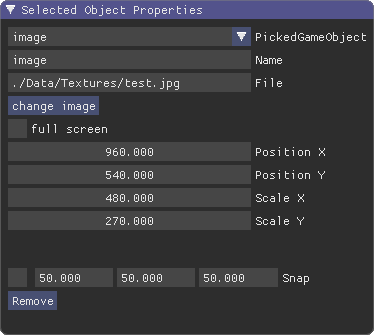 Selected Object Properties
image PickedGameObject
image Name
./Data/Textures/test.jpg File
change image
full screen
960.000 Position X
540.000 Position Y
480.000 Scale X
270.000 Scale Y
50.000 50.000 50.000 Snap
Remove